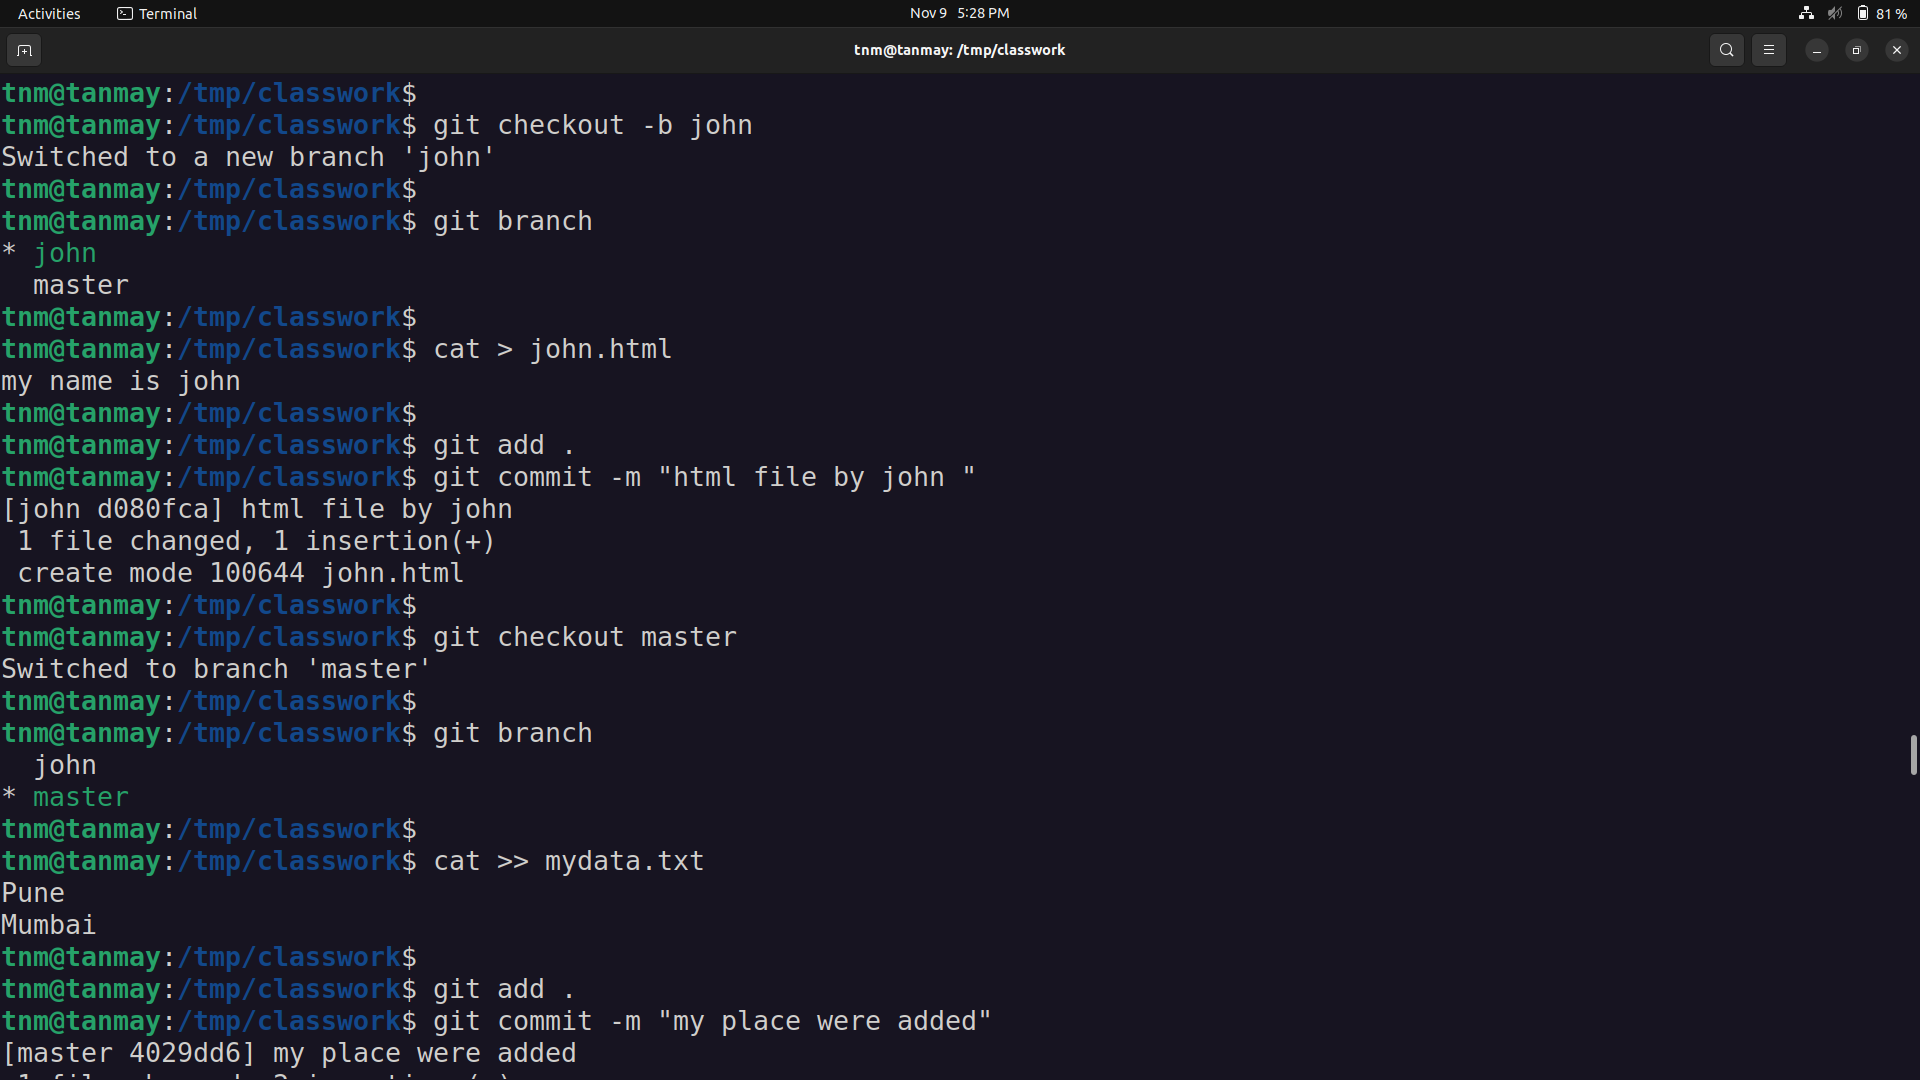 Activities Terminal Nov 9 5:28 PM 81 %
tnm@tanmay: /tmp/classwork
tnm@tanmay:/tmp/classwork$
tnm@tanmay:/tmp/classwork$ git checkout -b john
Switched to a new branch 'john'
tnm@tanmay:/tmp/classwork$
tnm@tanmay:/tmp/classwork$ git branch
* john
  master
tnm@tanmay:/tmp/classwork$
tnm@tanmay:/tmp/classwork$ cat > john.html
my name is john
tnm@tanmay:/tmp/classwork$
tnm@tanmay:/tmp/classwork$ git add .
tnm@tanmay:/tmp/classwork$ git commit -m "html file by john "
[john d080fca] html file by john
 1 file changed, 1 insertion(+)
 create mode 100644 john.html
tnm@tanmay:/tmp/classwork$
tnm@tanmay:/tmp/classwork$ git checkout master
Switched to branch 'master'
tnm@tanmay:/tmp/classwork$
tnm@tanmay:/tmp/classwork$ git branch
  john
* master
tnm@tanmay:/tmp/classwork$
tnm@tanmay:/tmp/classwork$ cat >> mydata.txt
Pune
Mumbai
tnm@tanmay:/tmp/classwork$
tnm@tanmay:/tmp/classwork$ git add .
tnm@tanmay:/tmp/classwork$ git commit -m "my place were added"
[master 4029dd6] my place were added